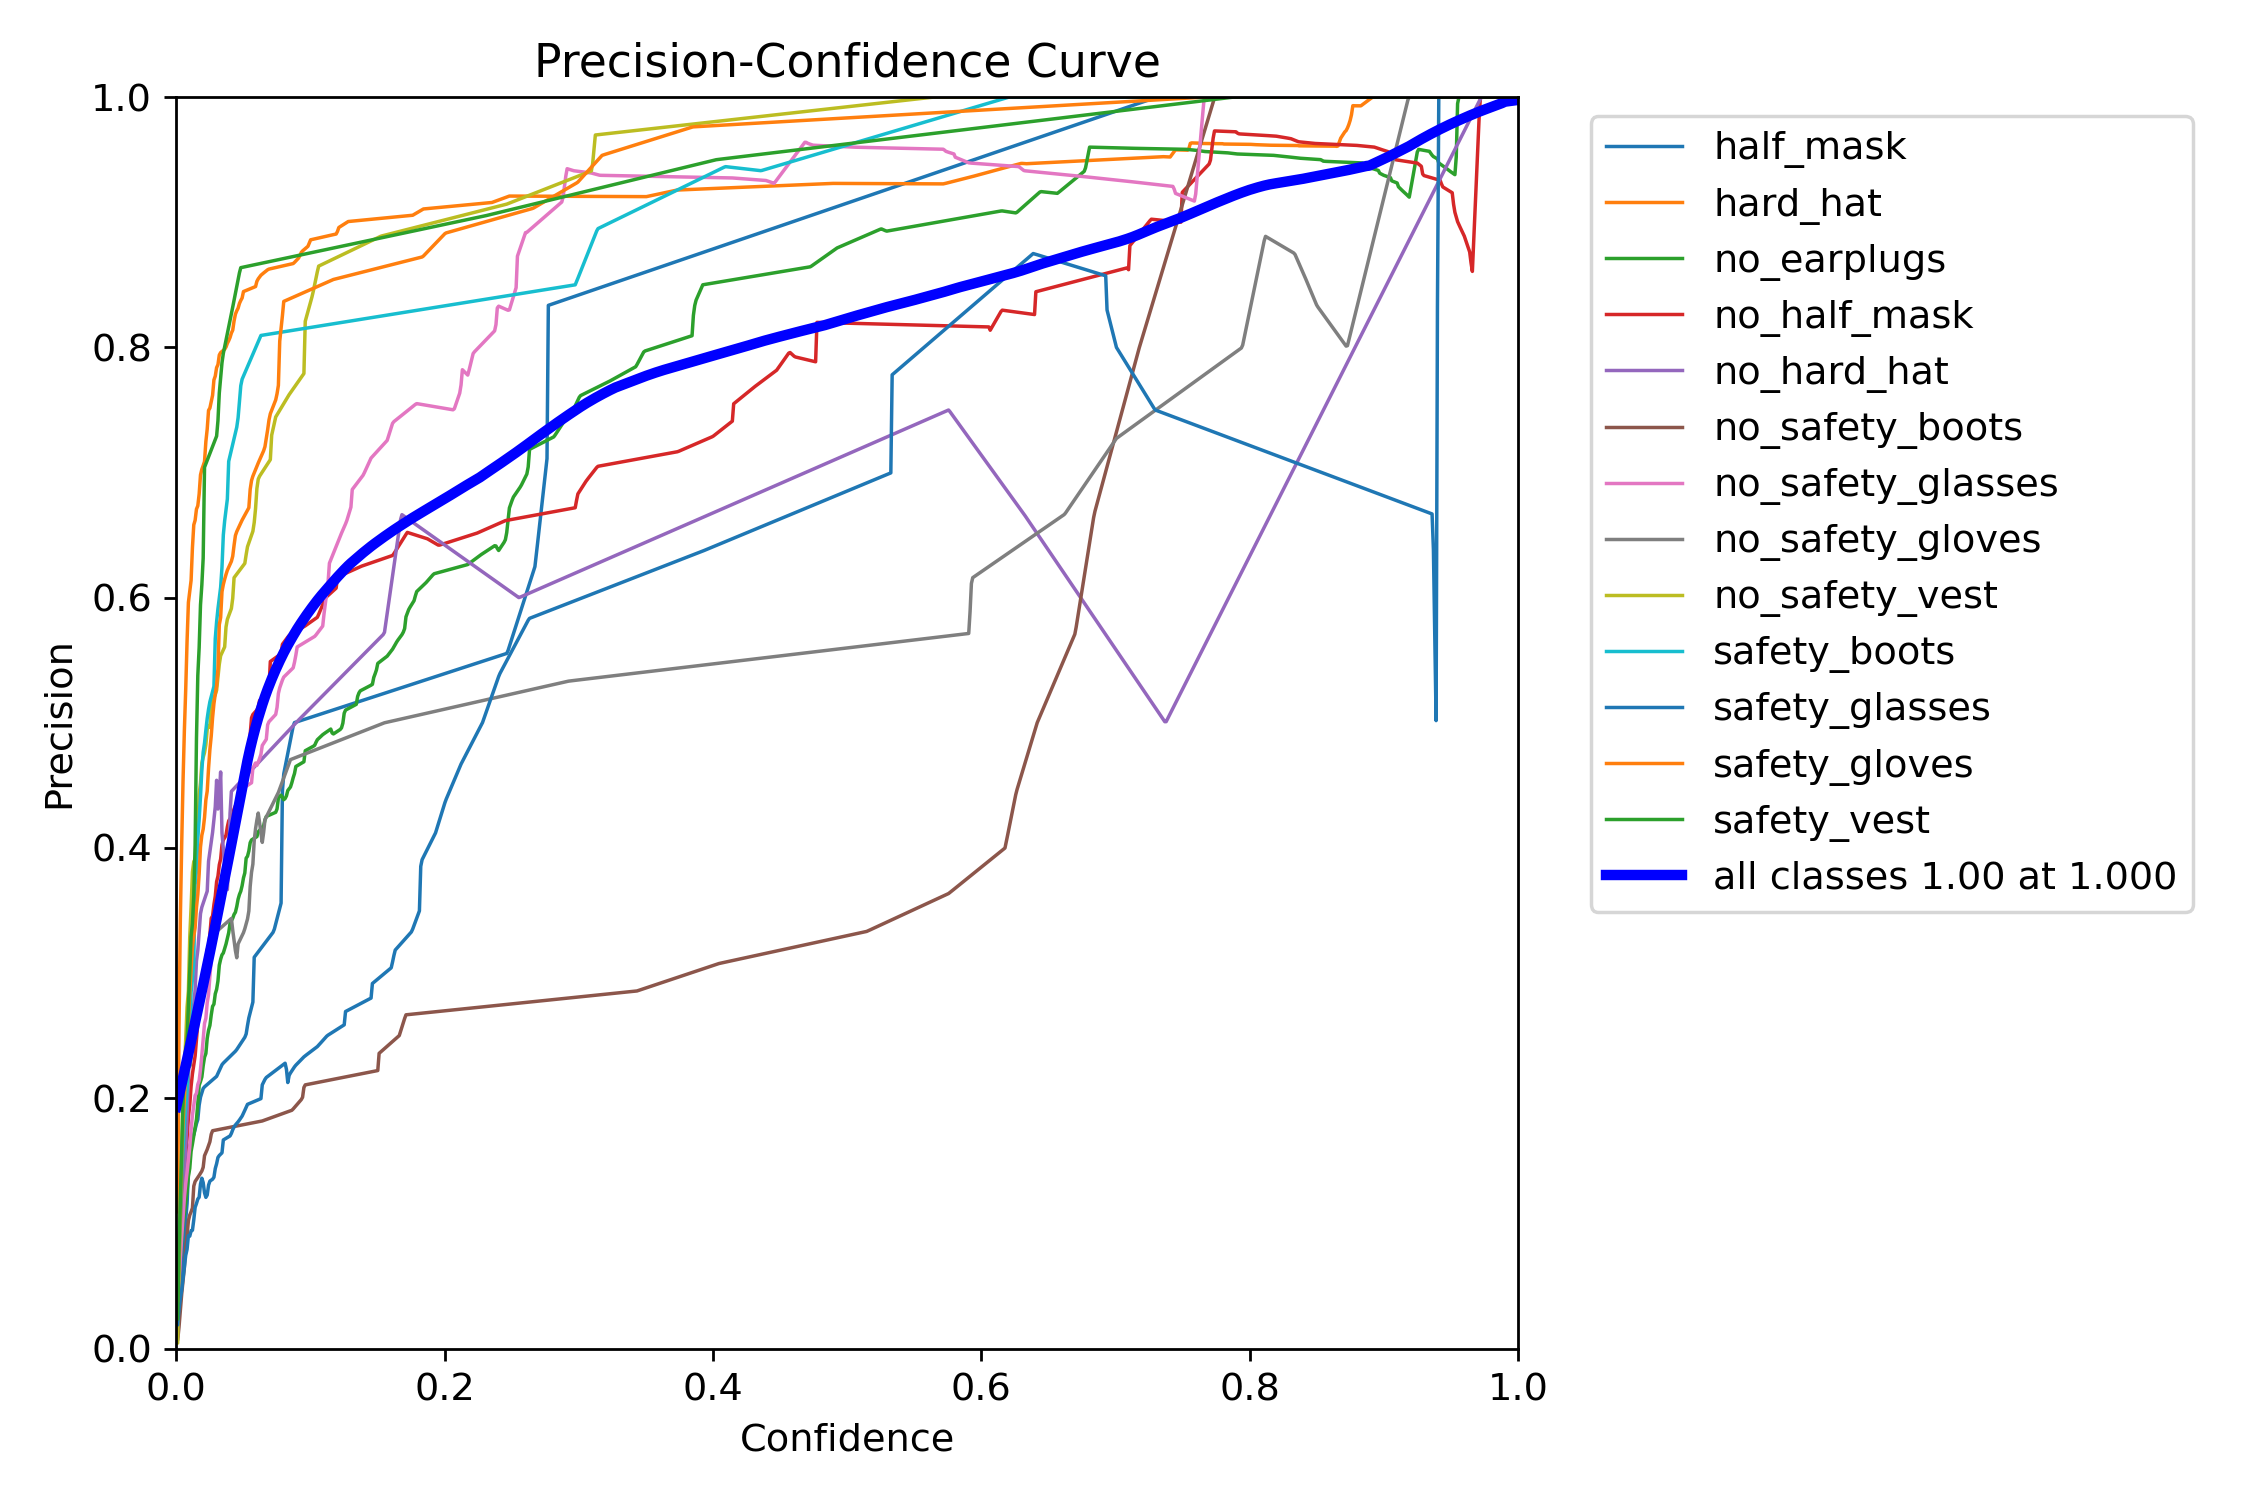 Precision-Confidence Curve
1.0
0.8
0.6
0.4
0.2
0.0
Precision
0.0 0.2 0.4 0.6 0.8 1.0
Confidence
half_mask
hard_hat
no_earplugs
no_half_mask
no_hard_hat
no_safety_boots
no_safety_glasses
no_safety_gloves
no_safety_vest
safety_boots
safety_glasses
safety_gloves
safety_vest
all classes 1.00 at 1.000